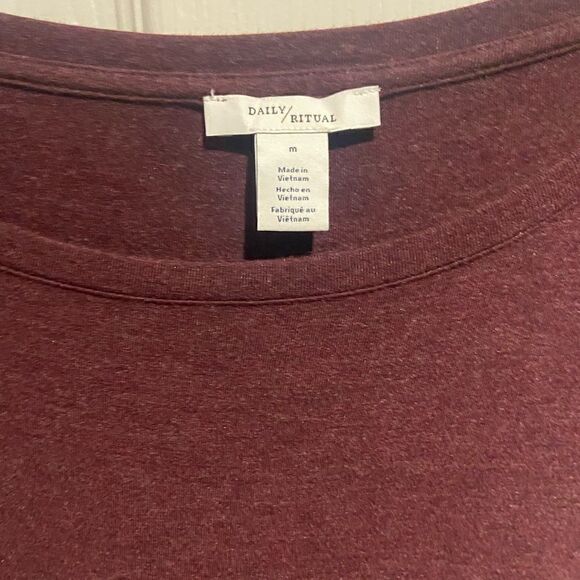 DAILY/
RITUAL
m
Made in
Vietnam
Hecho en
Vietnam
Fabriqué au
Viêtnam